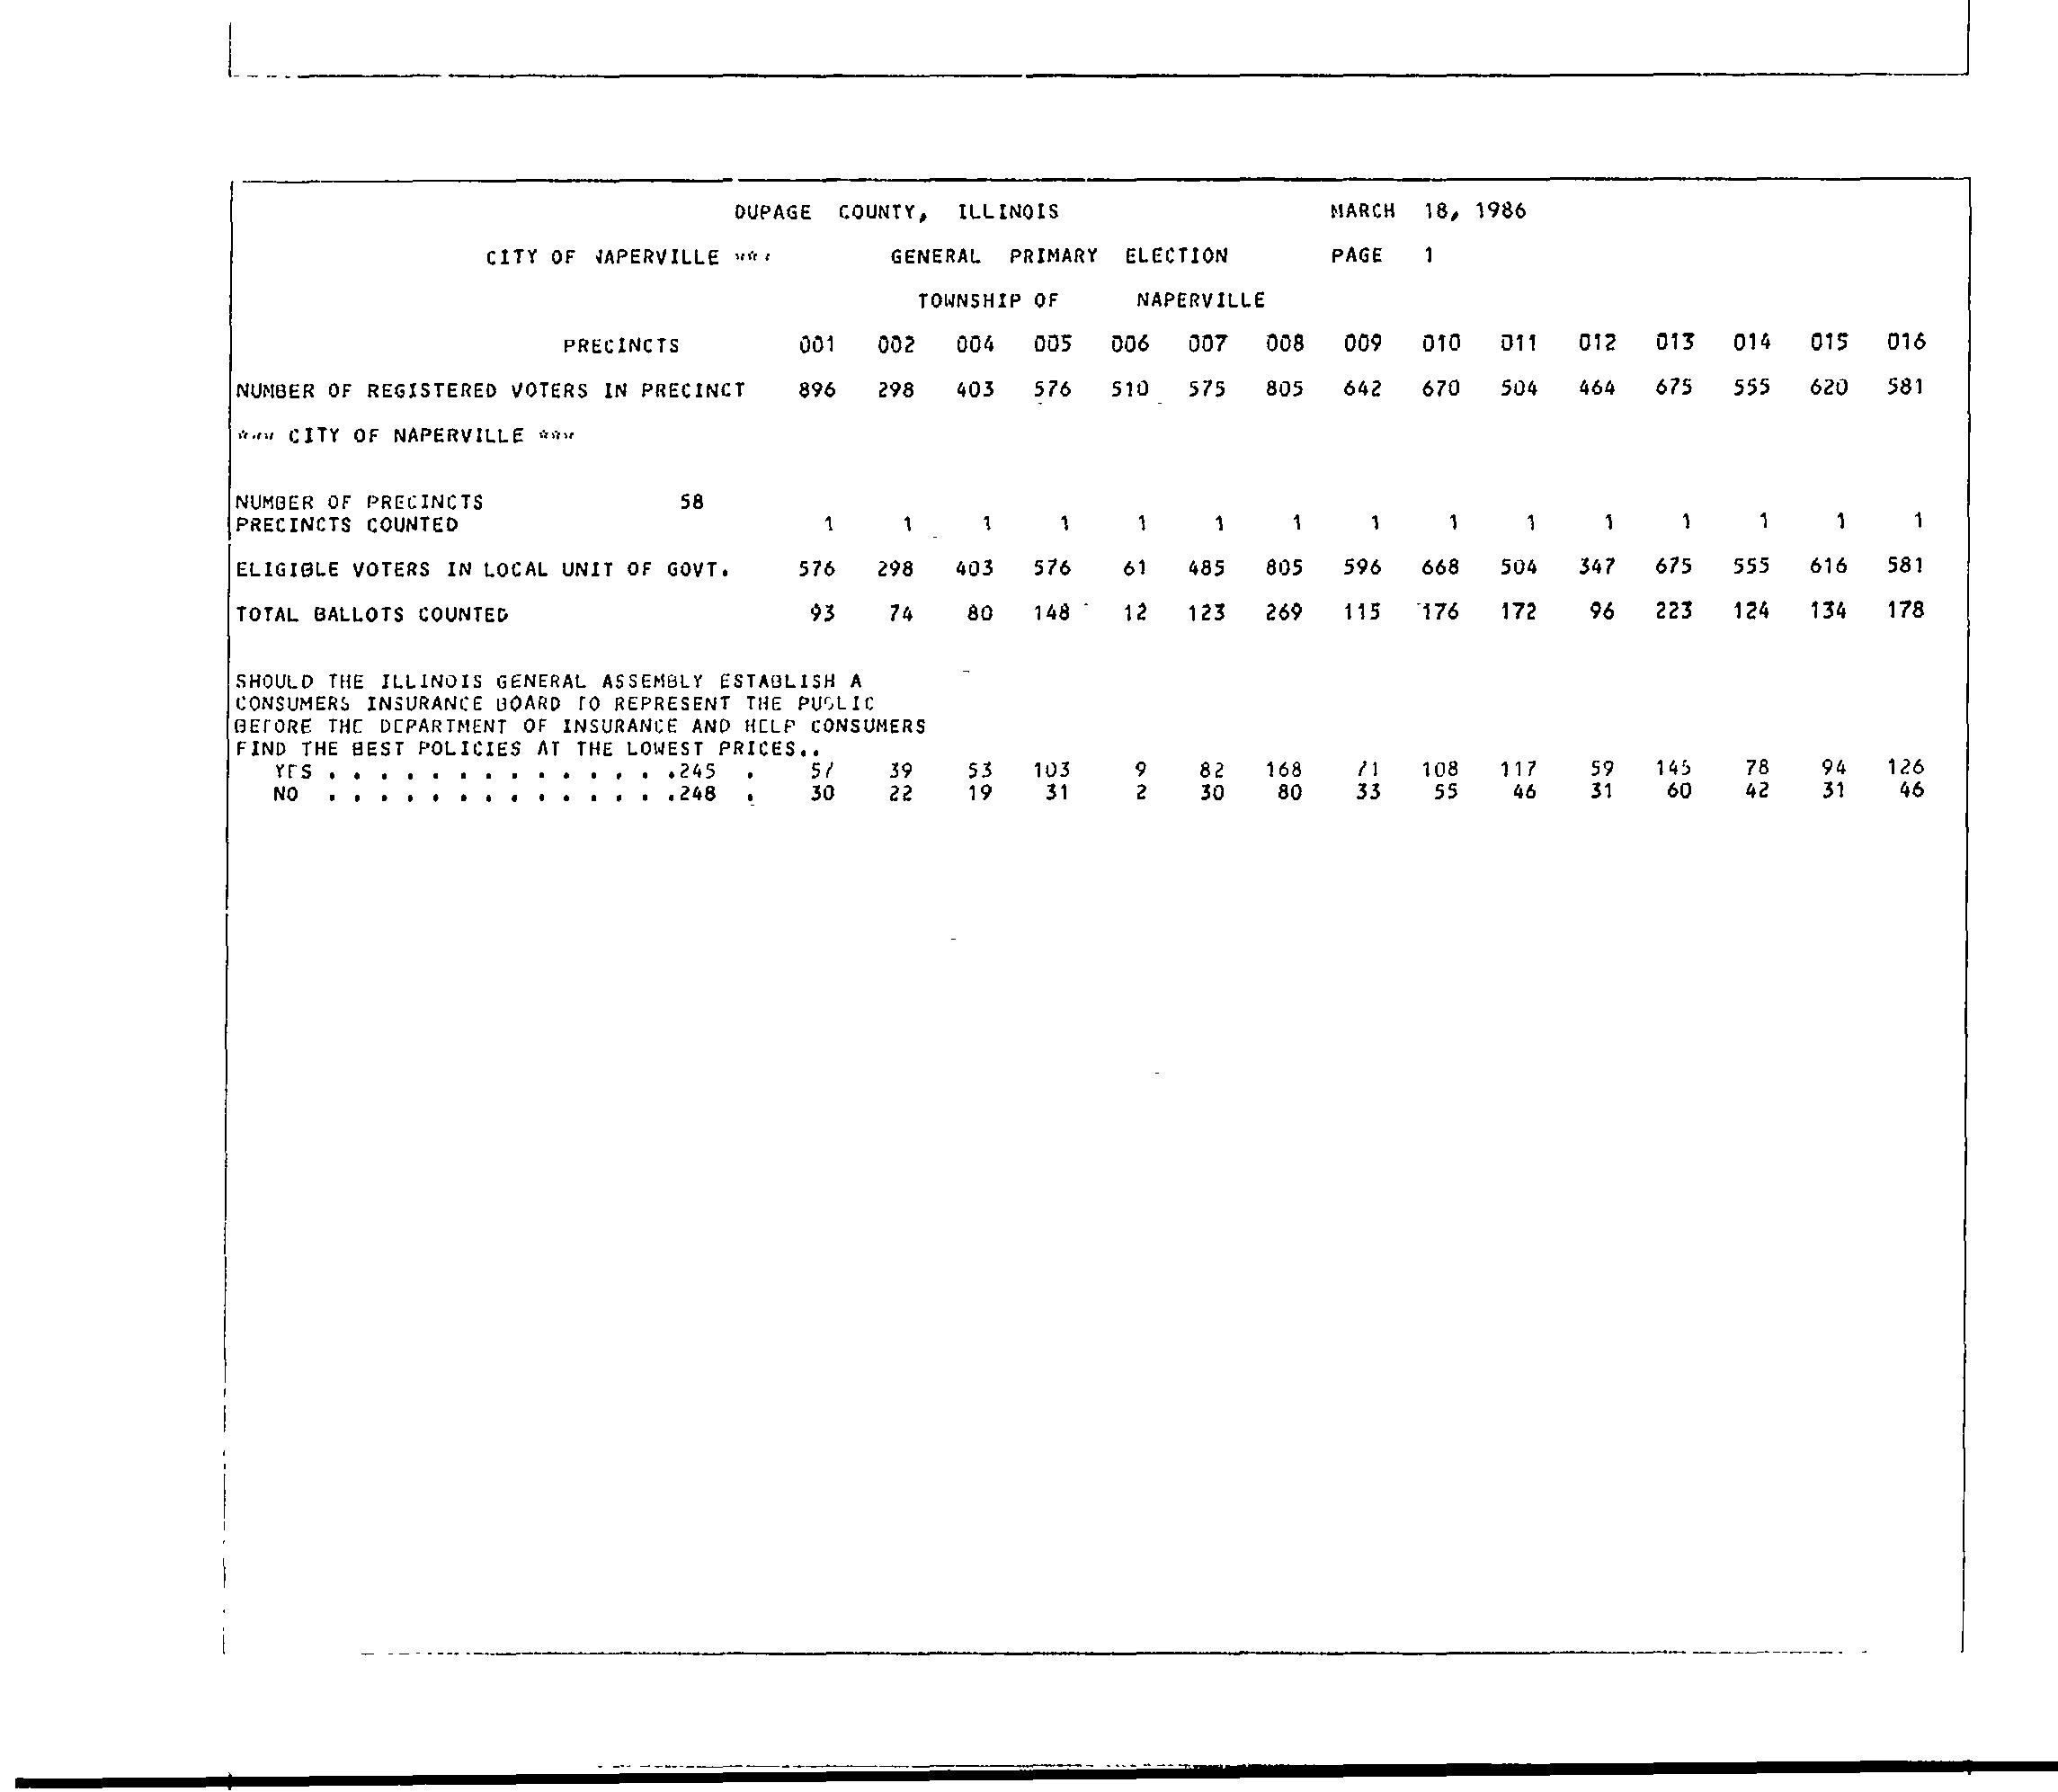 DUPAGE COUNTY, ILLINOIS MARCH 18, 1986
CITY OF NAPERVILLE *** GENERAL PRIMARY ELECTION PAGE 1
TOWNSHIP OF NAPERVILLE
PRECINCTS 001 002 004 005 006 007 008 009 010 011 012 013 014 015 016
NUMBER OF REGISTERED VOTERS IN PRECINCT 896 298 403 576 510 575 805 642 670 504 464 675 555 620 581
*** CITY OF NAPERVILLE ***
NUMBER OF PRECINCTS 58
PRECINCTS COUNTED 1 1 1 1 1 1 1 1 1 1 1 1 1 1 1
ELIGIBLE VOTERS IN LOCAL UNIT OF GOVT. 576 298 403 576 61 485 805 596 668 504 347 675 555 616 581
TOTAL BALLOTS COUNTED 93 74 80 148 12 123 269 115 176 172 96 223 124 134 178
SHOULD THE ILLINOIS GENERAL ASSEMBLY ESTABLISH A
CONSUMERS INSURANCE BOARD TO REPRESENT THE PUBLIC
BEFORE THE DEPARTMENT OF INSURANCE AND HELP CONSUMERS
FIND THE BEST POLICIES AT THE LOWEST PRICES..
YES . . . . . . . . . . . . . .245 . 57 39 53 103 9 82 168 71 108 117 59 145 78 94 126
NO . . . . . . . . . . . . . .248 . 30 22 19 31 2 30 80 33 55 46 31 60 42 31 46